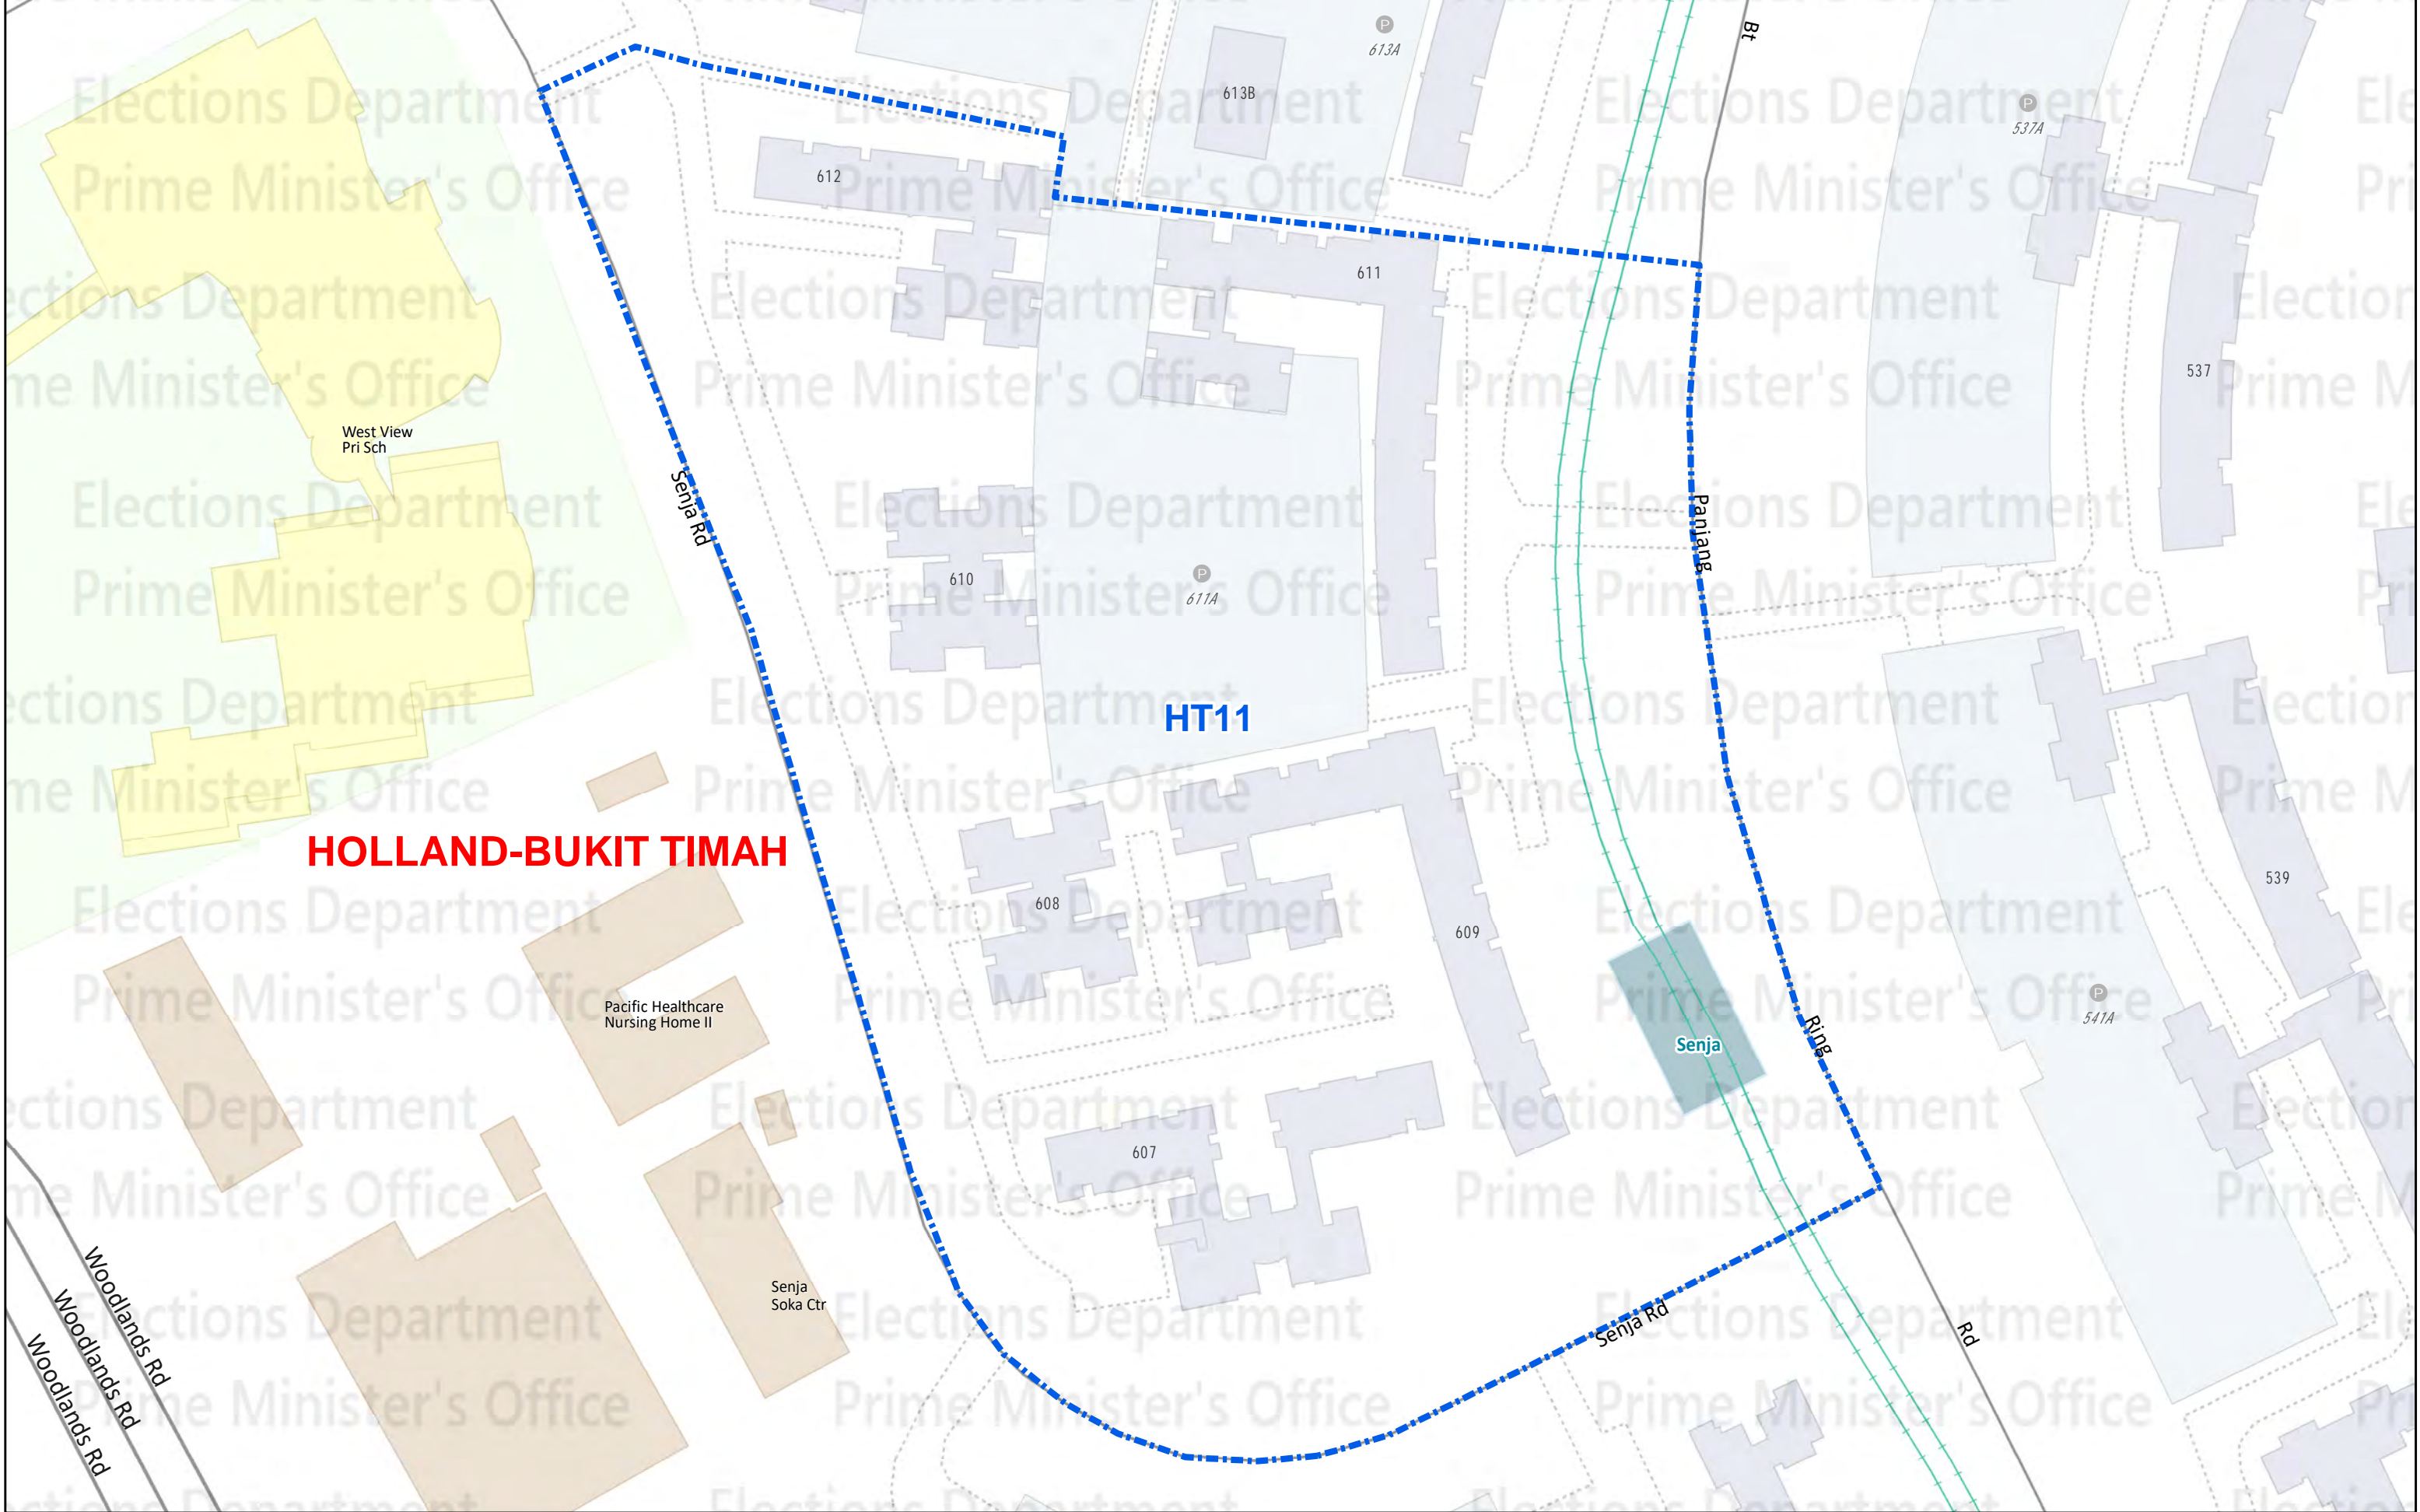 Bt
613A
613B
537A
612
611
537
West View
Pri Sch
Senja Rd
Panjang
610
611A
HT11
HOLLAND-BUKIT TIMAH
539
608
609
Pacific Healthcare
Nursing Home II
541A
Ring
Senja
607
Senja
Soka Ctr
Senja Rd
Rd
Woodlands Rd
Woodlands Rd
Woodlands Rd
Elections Department
Prime Minister's Office